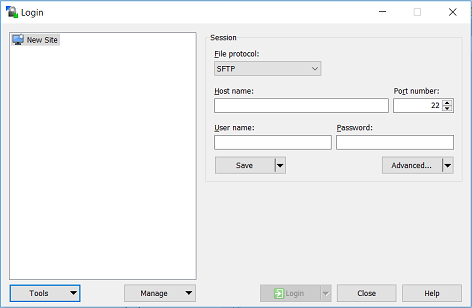 Login
New Site
Session
File protocol:
SFTP
Host name: Port number:
22
User name: Password:
Save Advanced...
Tools Manage Login Close Help